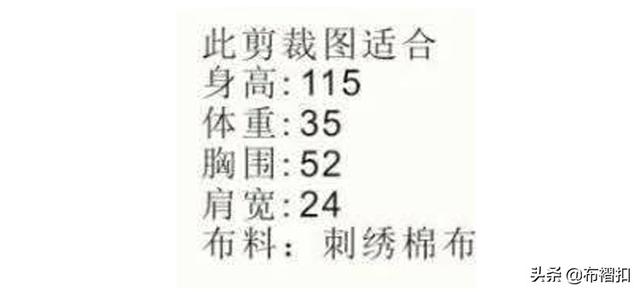 此剪裁图适合
身高:115
体重:35
胸围:52
肩宽:24
布料：刺绣棉布
头条 @布褶扣